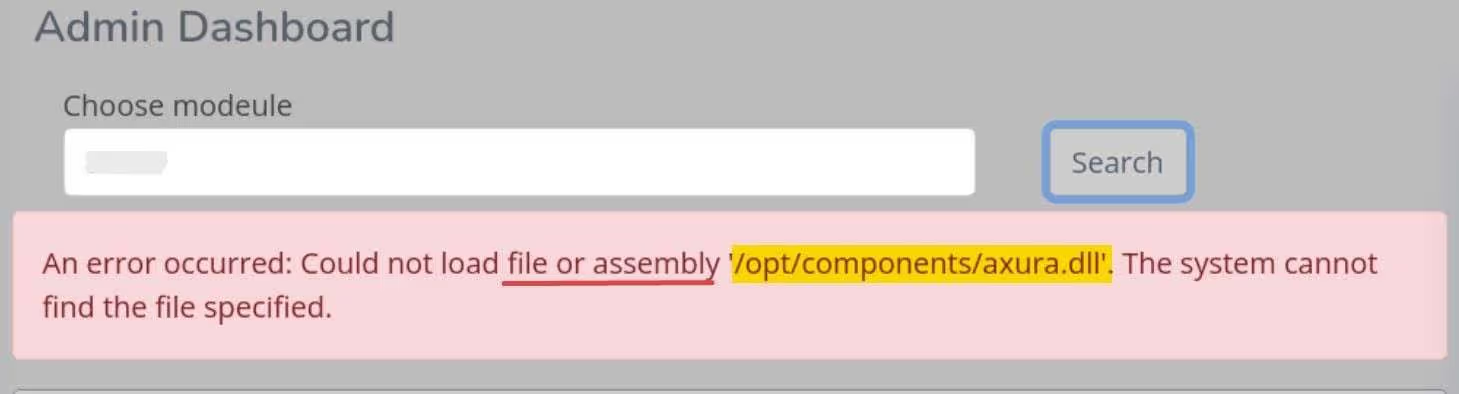 Admin Dashboard
Choose modeule
Search
An error occurred: Could not load file or assembly '/opt/components/axura.dll'. The system cannot
find the file specified.